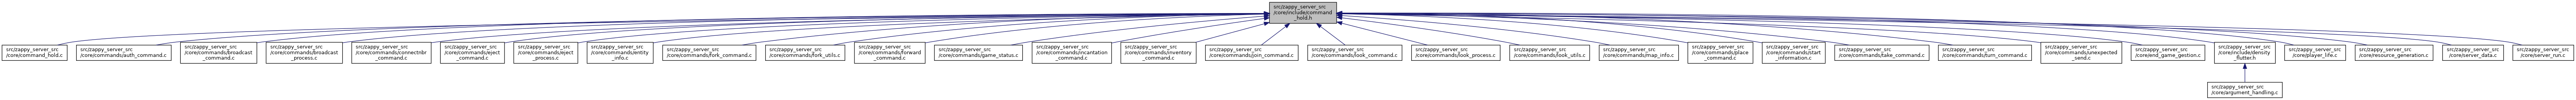 src/zappy_server_src
/core/include/command
_hold.h
src/zappy_server_src
/core/command_hold.c
src/zappy_server_src
/core/commands/auth_command.c
src/zappy_server_src
/core/commands/broadcast
_command.c
src/zappy_server_src
/core/commands/broadcast
_process.c
src/zappy_server_src
/core/commands/connectnbr
_command.c
src/zappy_server_src
/core/commands/eject
_command.c
src/zappy_server_src
/core/commands/eject
_process.c
src/zappy_server_src
/core/commands/entity
_info.c
src/zappy_server_src
/core/commands/fork_command.c
src/zappy_server_src
/core/commands/fork_utils.c
src/zappy_server_src
/core/commands/forward
_command.c
src/zappy_server_src
/core/commands/game_status.c
src/zappy_server_src
/core/commands/incantation
_command.c
src/zappy_server_src
/core/commands/inventory
_command.c
src/zappy_server_src
/core/commands/join_command.c
src/zappy_server_src
/core/commands/look_command.c
src/zappy_server_src
/core/commands/look_process.c
src/zappy_server_src
/core/commands/look_utils.c
src/zappy_server_src
/core/commands/map_info.c
src/zappy_server_src
/core/commands/place
_command.c
src/zappy_server_src
/core/commands/start
_information.c
src/zappy_server_src
/core/commands/take_command.c
src/zappy_server_src
/core/commands/turn_command.c
src/zappy_server_src
/core/commands/unexpected
_send.c
src/zappy_server_src
/core/end_game_gestion.c
src/zappy_server_src
/core/include/density
_flutter.h
src/zappy_server_src
/core/player_life.c
src/zappy_server_src
/core/resource_generation.c
src/zappy_server_src
/core/server_data.c
src/zappy_server_src
/core/server_run.c
src/zappy_server_src
/core/argument_handling.c